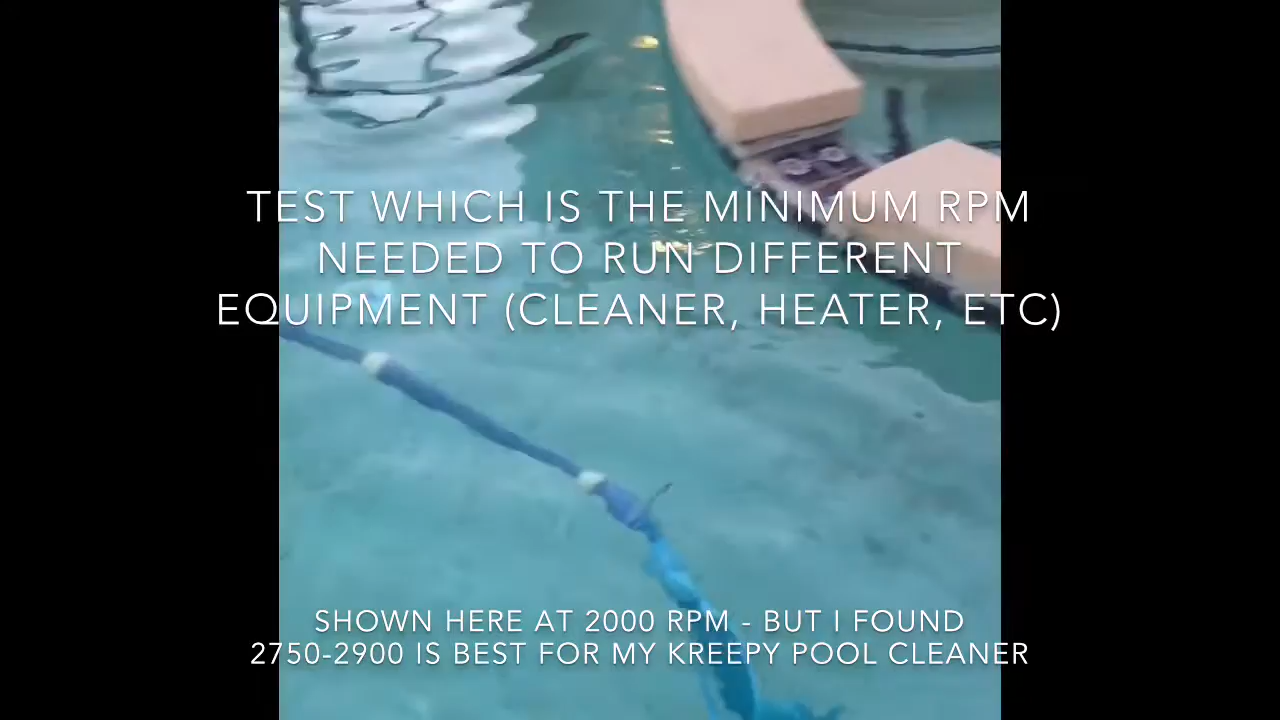 TEST WHICH IS THE MINIMUM RPM
NEEDED TO RUN DIFFERENT
EQUIPMENT (CLEANER, HEATER, ETC)
SHOWN HERE AT 2000 RPM - BUT I FOUND
2750-2900 IS BEST FOR MY KREEPY POOL CLEANER